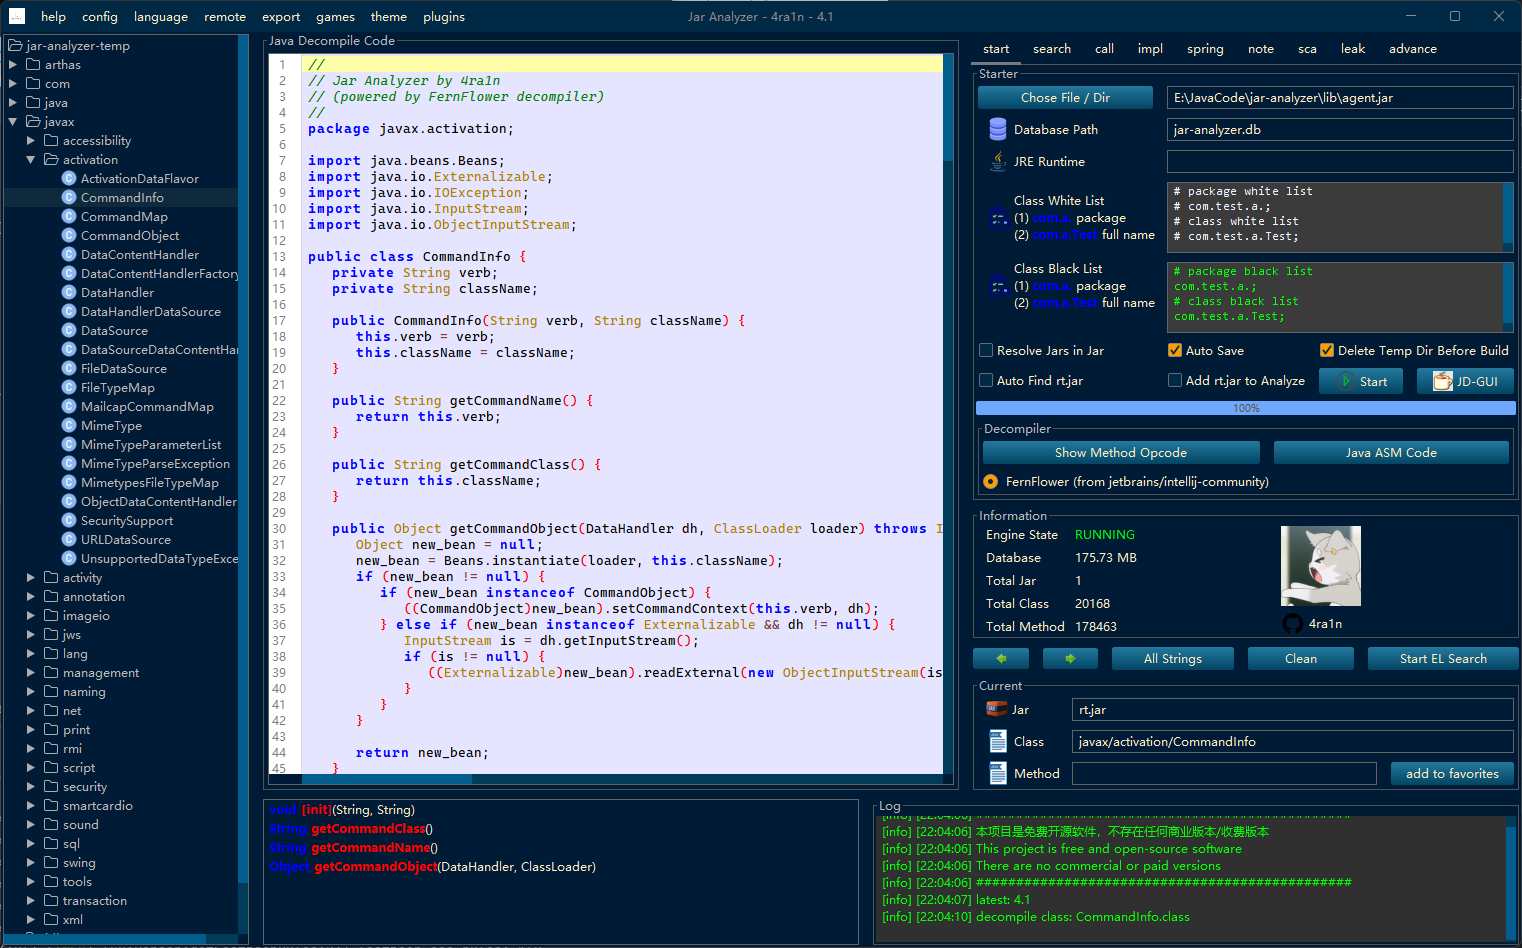 help config language remote export games theme plugins
Jar Analyzer - 4ra1n - 4.1
jar-analyzer-temp
arthas
com
java
javax
accessibility
activation
ActivationDataFlavor
CommandInfo
CommandMap
CommandObject
DataContentHandler
DataContentHandlerFactory
DataHandler
DataHandlerDataSource
DataSource
DataSourceDataContentHa
FileDataSource
FileTypeMap
MailcapCommandMap
MimeType
MimeTypeParameterList
MimeTypeParseException
MimetypesFileTypeMap
ObjectDataContentHandler
SecuritySupport
URLDataSource
UnsupportedDataTypeExce
activity
annotation
imageio
jws
lang
management
naming
net
print
rmi
script
security
smartcardio
sound
sql
swing
tools
transaction
xml
Java Decompile Code
1 //
2 // Jar Analyzer by 4ra1n
3 // (powered by FernFlower decompiler)
4 //
5 package javax.activation;
6
7 import java.beans.Beans;
8 import java.io.Externalizable;
9 import java.io.IOException;
10 import java.io.InputStream;
11 import java.io.ObjectInputStream;
12
13 public class CommandInfo {
14 private String verb;
15 private String className;
16
17 public CommandInfo(String verb, String className) {
18 this.verb = verb;
19 this.className = className;
20 }
21
22 public String getCommandName() {
23 return this.verb;
24 }
25
26 public String getCommandClass() {
27 return this.className;
28 }
29
30 public Object getCommandObject(DataHandler dh, ClassLoader loader) throws I
31 Object new_bean = null;
32 new_bean = Beans.instantiate(loader, this.className);
33 if (new_bean != null) {
34 if (new_bean instanceof CommandObject) {
35 ((CommandObject)new_bean).setCommandContext(this.verb, dh);
36 } else if (new_bean instanceof Externalizable && dh != null) {
37 InputStream is = dh.getInputStream();
38 if (is != null) {
39 ((Externalizable)new_bean).readExternal(new ObjectInputStream(is
40 }
41 }
42 }
43
44 return new_bean;
45 }
void [init](String, String)
String getCommandClass()
String getCommandName()
Object getCommandObject(DataHandler, ClassLoader)
start search call impl spring note sca leak advance
Starter
Chose File / Dir E:\JavaCode\jar-analyzer\lib\agent.jar
Database Path jar-analyzer.db
JRE Runtime
Class White List
(1) com.a. package
(2) com.a.Test full name
# package white list
# com.test.a.;
# class white list
# com.test.a.Test;
Class Black List
(1) com.a. package
(2) com.a.Test full name
# package black list
com.test.a.;
# class black list
com.test.a.Test;
Resolve Jars in Jar Auto Save Delete Temp Dir Before Build
Auto Find rt.jar Add rt.jar to Analyze Start JD-GUI
100%
Decompiler
Show Method Opcode Java ASM Code
FernFlower (from jetbrains/intellij-community)
Information
Engine State RUNNING
Database 175.73 MB
Total Jar 1
Total Class 20168
Total Method 178463
4ra1n
All Strings Clean Start EL Search
Current
Jar rt.jar
Class javax/activation/CommandInfo
Method add to favorites
Log
[info] [22:04:06] 本项目是免费开源软件，不存在任何商业版本/收费版本
[info] [22:04:06] This project is free and open-source software
[info] [22:04:06] There are no commercial or paid versions
[info] [22:04:06] ###############################################
[info] [22:04:07] latest: 4.1
[info] [22:04:10] decompile class: CommandInfo.class